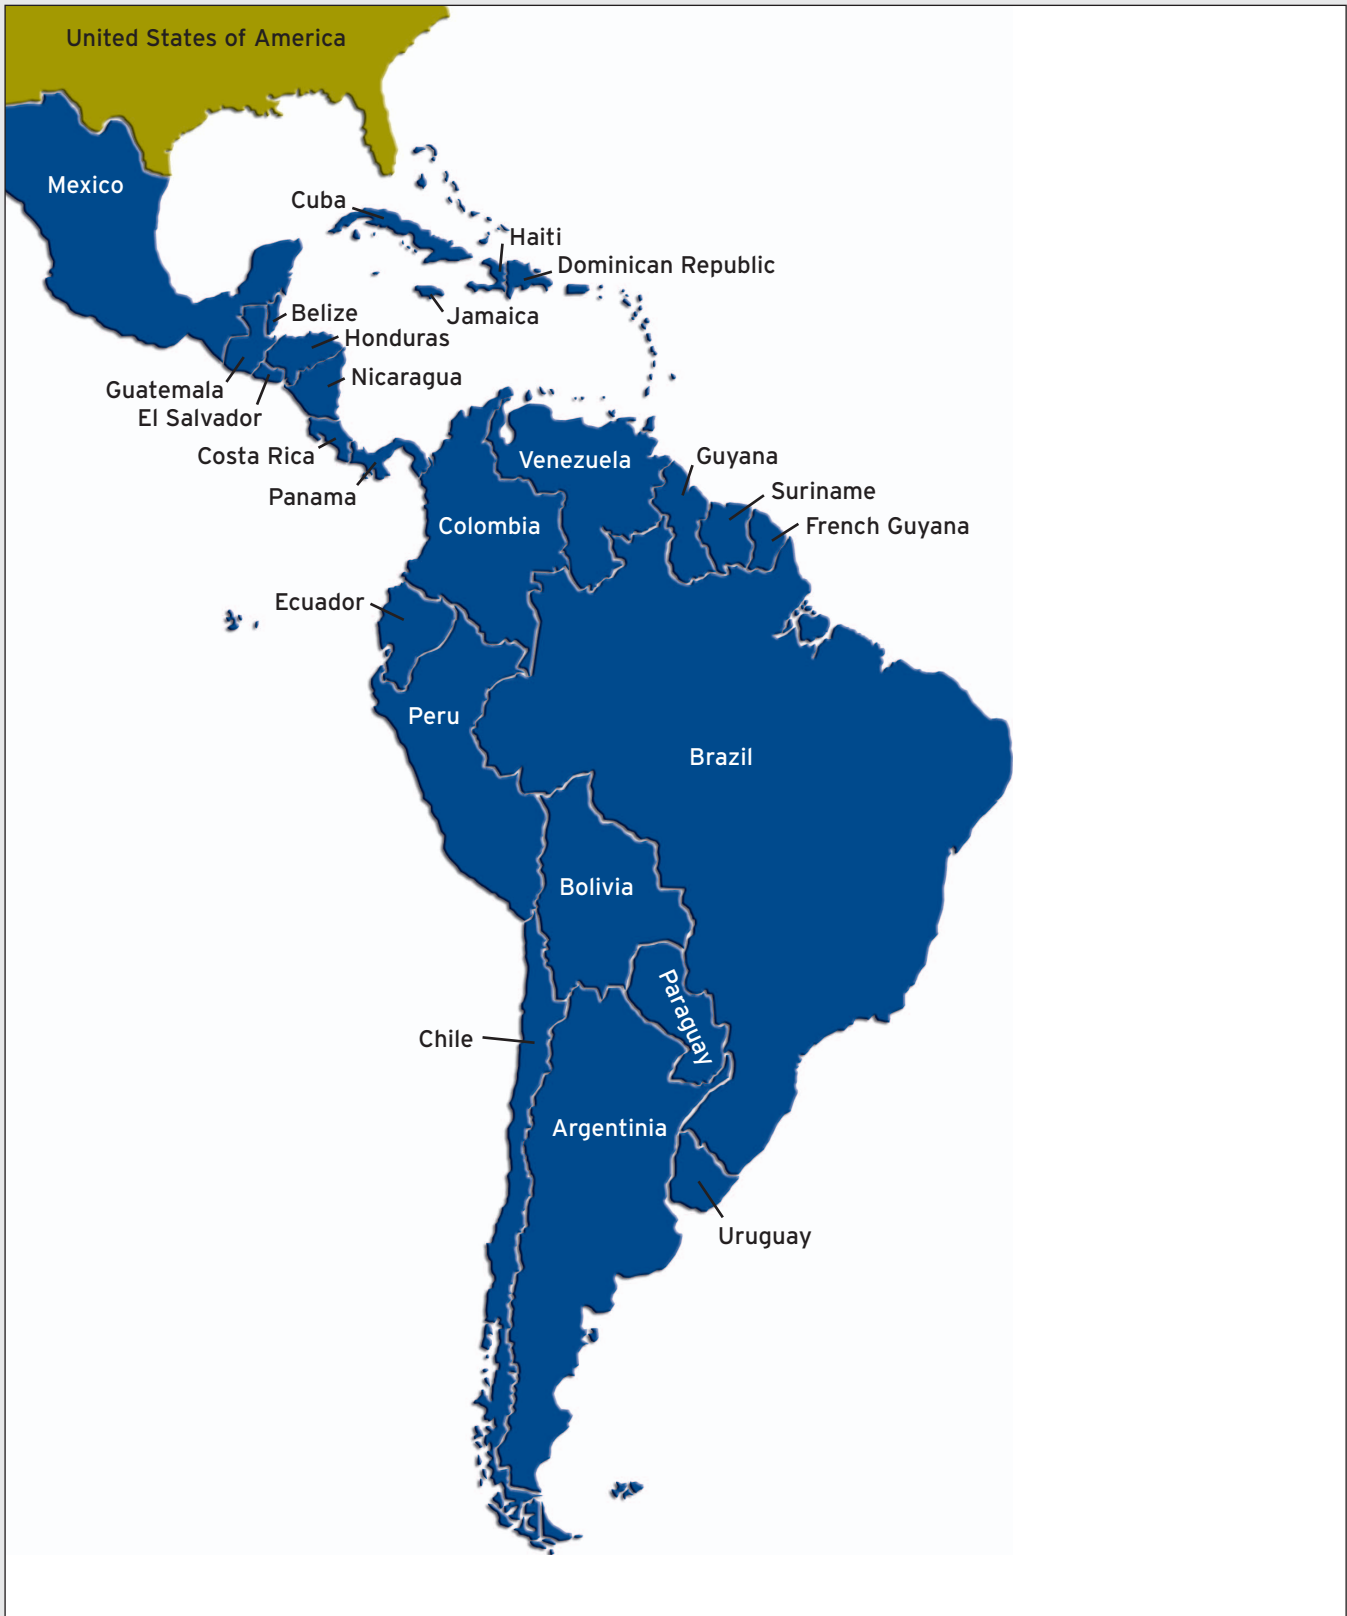 United States of America
Mexico
Cuba
Haiti
Dominican Republic
Belize
Jamaica
Honduras
Nicaragua
Guatemala
El Salvador
Costa Rica
Venezuela
Guyana
Panama
Suriname
Colombia
French Guyana
Ecuador
Peru
Brazil
Bolivia
Paraguay
Chile
Argentinia
Uruguay